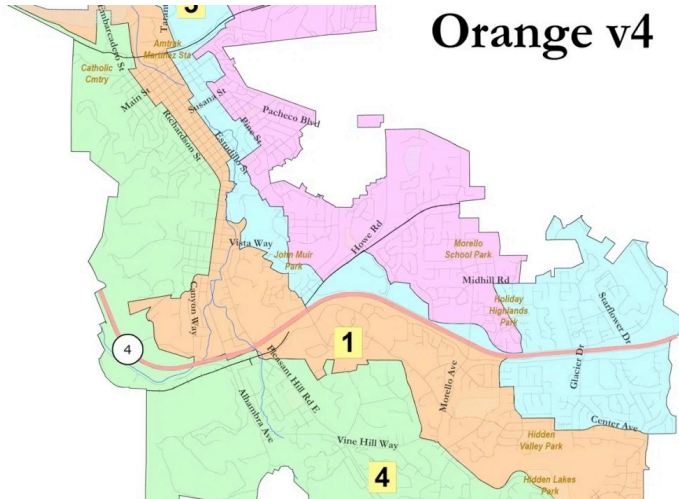 Orange v4
Embarcadero St
Amtrak
Martinez Sta
Catholic
Cmtry
Main St
Susana St
Richardson St
Estudillo St
Pine St
Pacheco Blvd
Vista Way
John Muir
Park
Howe Rd
Morello
School Park
Midhill Rd
Holiday
Highlands
Park
Starflower Dr
Glacier Dr
Canyon Way
4
1
Pleasant Hill Rd E
Morello Ave
Alhambra Ave
Center Ave
Vine Hill Way
Hidden
Valley Park
4
Hidden Lakes
Park